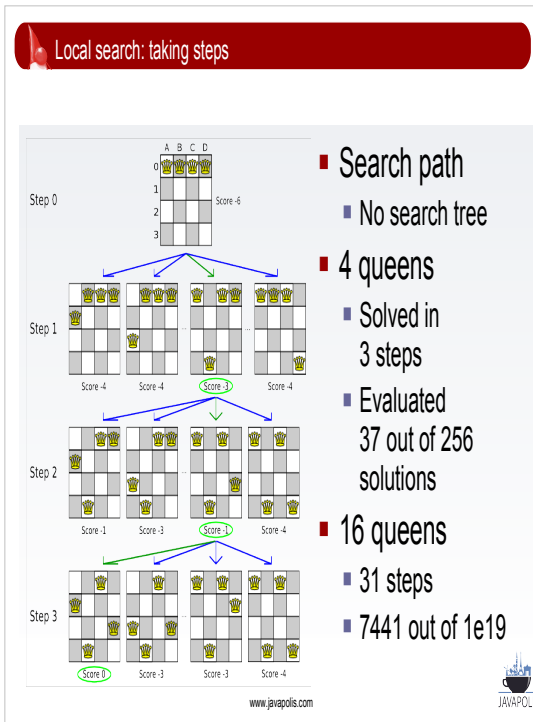 Local search: taking steps
A B C D
0
1
2
3
Step 0
Score -6
Step 1
Score -4
Score -4
Score -3
Score -4
Step 2
Score -1
Score -3
Score -1
Score -4
Step 3
Score 0
Score -3
Score -3
Score -4
Search path
No search tree
4 queens
Solved in
3 steps
Evaluated
37 out of 256
solutions
16 queens
31 steps
7441 out of 1e19
www.javapolis.com
JAVAPOL